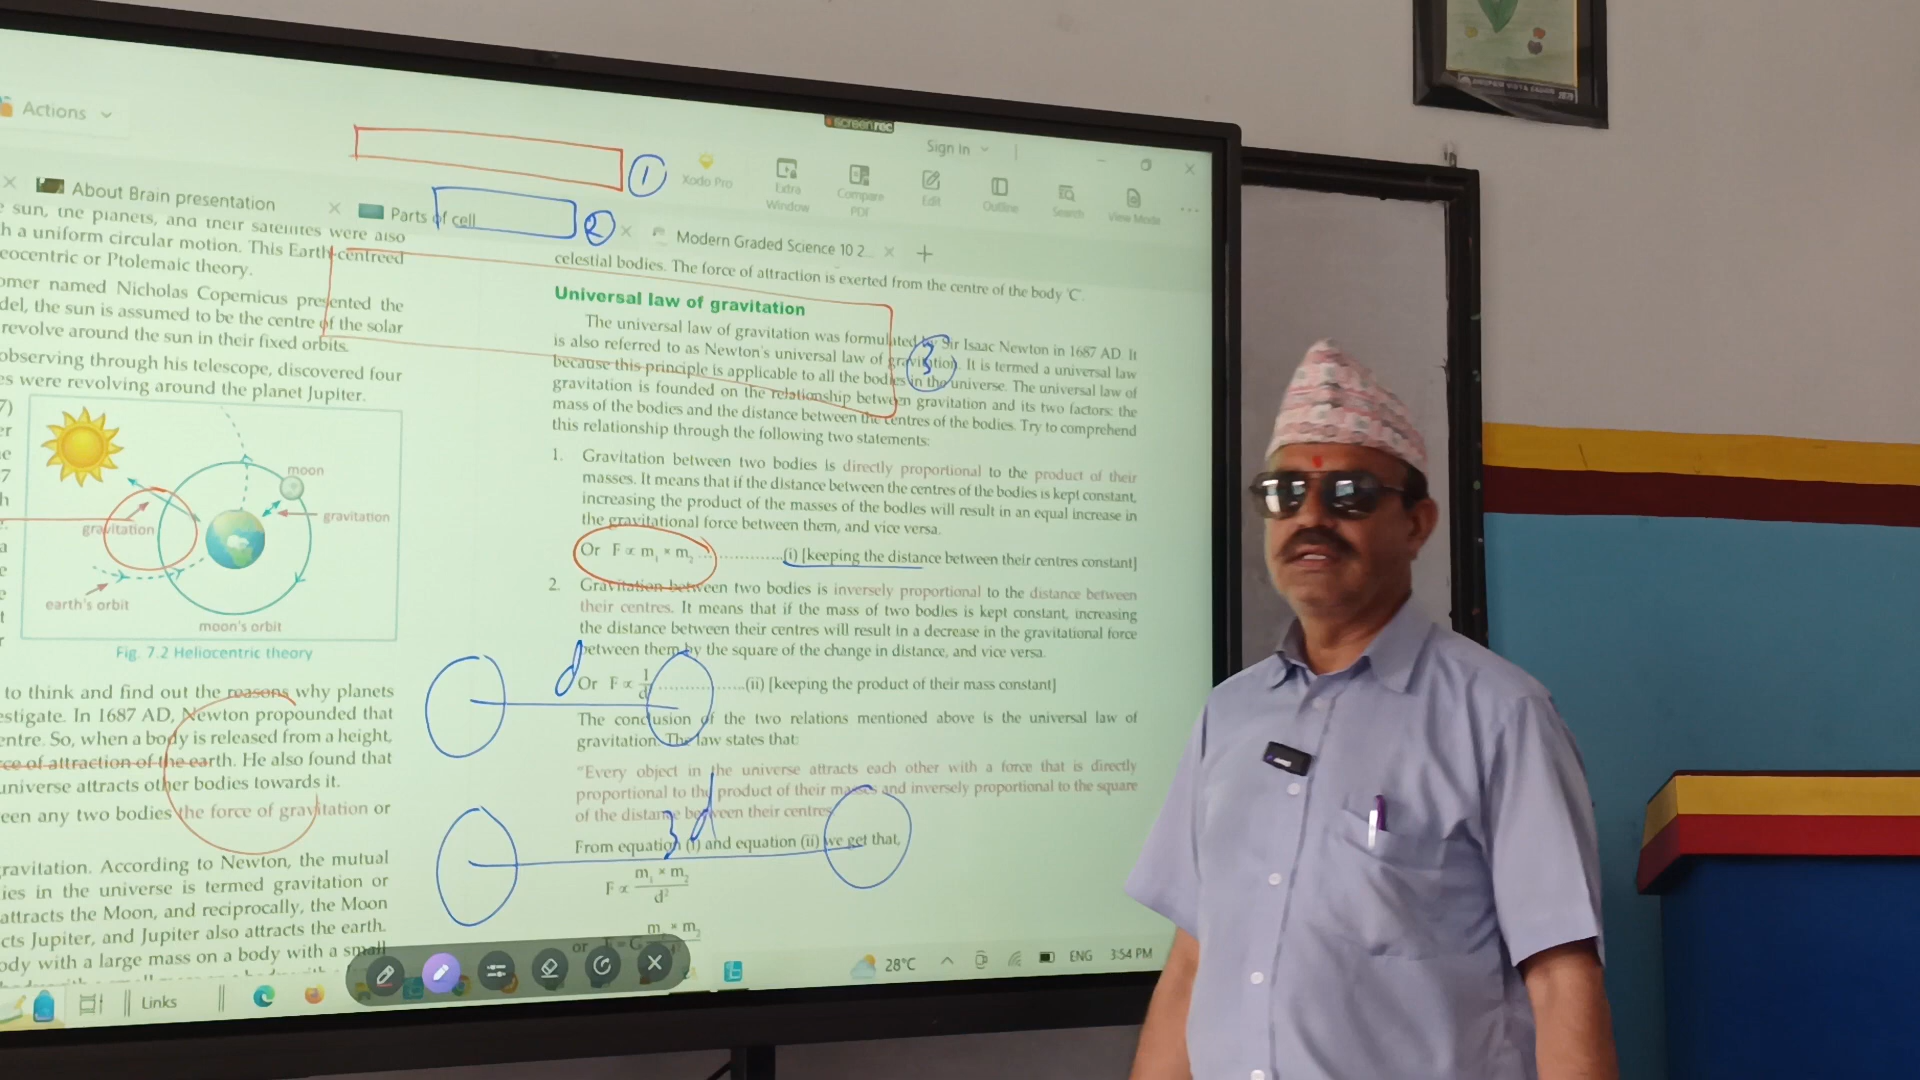 Actions
screenrec
Sign In
Xodo Pro
Extra Window
Compare PDF
Edit
Outline
Search
View Mode
About Brain presentation
Parts of cell
Modern Graded Science 10 2...
1
2
3
sun, the planets, and their satellites were also
h a uniform circular motion. This Earth-centreed
eocentric or Ptolemaic theory.
omer named Nicholas Copernicus presented the
del, the sun is assumed to be the centre of the solar
revolve around the sun in their fixed orbits.
observing through his telescope, discovered four
es were revolving around the planet Jupiter.
moon
gravitation
gravitation
earth's orbit
moon's orbit
Fig. 7.2 Heliocentric theory
to think and find out the reasons why planets
estigate. In 1687 AD, Newton propounded that
entre. So, when a body is released from a height,
ce of attraction of the earth. He also found that
universe attracts other bodies towards it.
een any two bodies the force of gravitation or
gravitation. According to Newton, the mutual
ies in the universe is termed gravitation or
attracts the Moon, and reciprocally, the Moon
cts Jupiter, and Jupiter also attracts the earth.
ody with a large mass on a body with a small
celestial bodies. The force of attraction is exerted from the centre of the body 'C'.
Universal law of gravitation
The universal law of gravitation was formulated by Sir Isaac Newton in 1687 AD. It
is also referred to as Newton's universal law of gravitation. It is termed a universal law
because this principle is applicable to all the bodies in the universe. The universal law of
gravitation is founded on the relationship between gravitation and its two factors: the
mass of the bodies and the distance between the centres of the bodies. Try to comprehend
this relationship through the following two statements:
1. Gravitation between two bodies is directly proportional to the product of their
masses. It means that if the distance between the centres of the bodies is kept constant,
increasing the product of the masses of the bodies will result in an equal increase in
the gravitational force between them, and vice versa.
Or F ∝ m₁ × m₂ ..............(i) [keeping the distance between their centres constant]
2. Gravitation between two bodies is inversely proportional to the distance between
their centres. It means that if the mass of two bodies is kept constant, increasing
the distance between their centres will result in a decrease in the gravitational force
between them by the square of the change in distance, and vice versa.
d
Or F ∝ 1/d ..............(ii) [keeping the product of their mass constant]
The conclusion of the two relations mentioned above is the universal law of
gravitation. The law states that:
"Every object in the universe attracts each other with a force that is directly
proportional to the product of their masses and inversely proportional to the square
of the distance between their centres
3d
From equation (i) and equation (ii) we get that,
F ∝ m₁ × m₂ / d²
or F = G m₁ × m₂
Links
28°C
ENG
3:54 PM